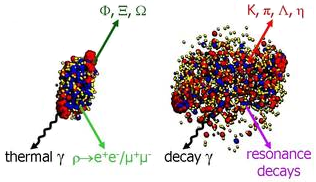 Φ, Ξ, Ω
K, π, Λ, η
thermal γ
ρ→e⁺e⁻/μ⁺μ⁻
decay γ
resonance
decays